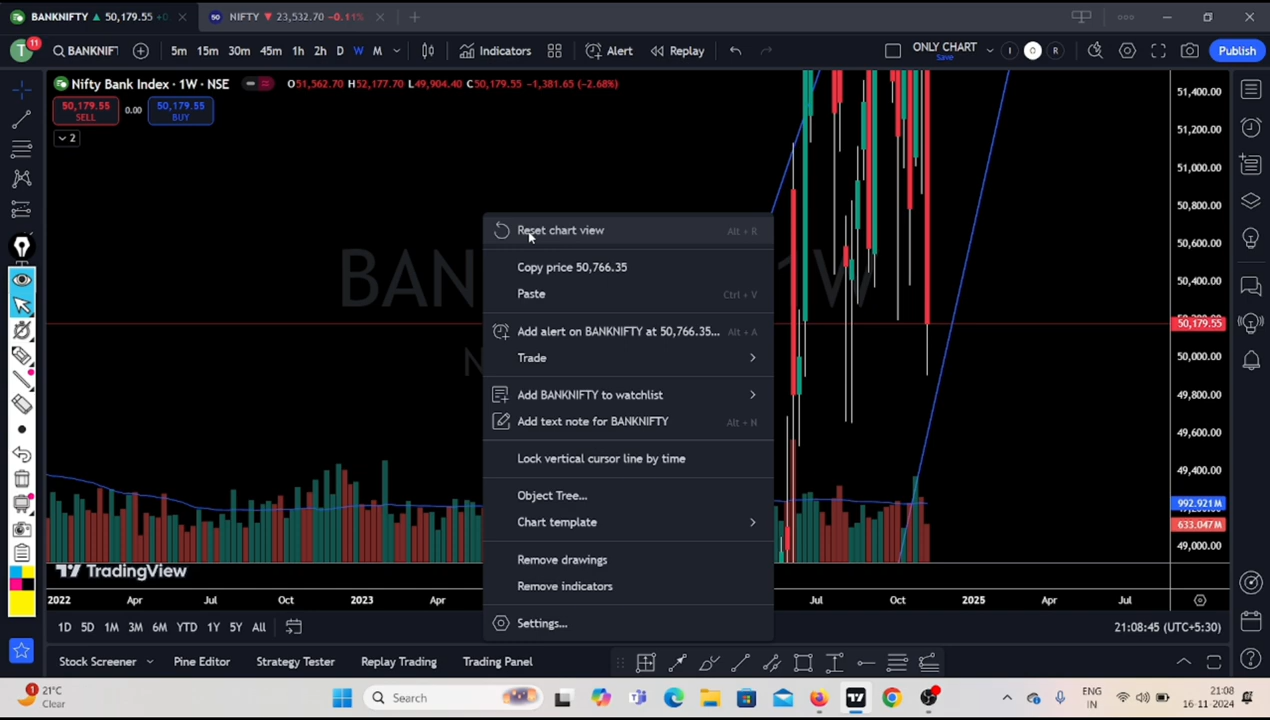 BANKNIFTY ▲ 50,179.55
NIFTY ▼ 23,532.70 −0.11%
T 11 BANKNIFT 5m 15m 30m 45m 1h 2h D W M Indicators Alert Replay ONLY CHART Save I O R Publish
Nifty Bank Index · 1W · NSE O51,562.70 H52,177.70 L49,904.40 C50,179.55 −1,381.65 (−2.68%)
50,179.55 SELL 0.00 50,179.55 BUY
2
51,400.00
51,200.00
51,000.00
50,800.00
50,600.00
50,400.00
50,179.55
50,000.00
49,800.00
49,600.00
49,400.00
992.921M
633.047M
49,000.00
Reset chart view Alt + R
Copy price 50,766.35
Paste Ctrl + V
Add alert on BANKNIFTY at 50,766.35... Alt + A
Trade
Add BANKNIFTY to watchlist
Add text note for BANKNIFTY Alt + N
Lock vertical cursor line by time
Object Tree...
Chart template
Remove drawings
Remove indicators
Settings...
TradingView
2022 Apr Jul Oct 2023 Apr Jul Oct 2025 Apr Jul
1D 5D 1M 3M 6M YTD 1Y 5Y All 21:08:45 (UTC+5:30)
Stock Screener Pine Editor Strategy Tester Replay Trading Trading Panel
1 21°C Clear Search ENG IN 21:08 16-11-2024